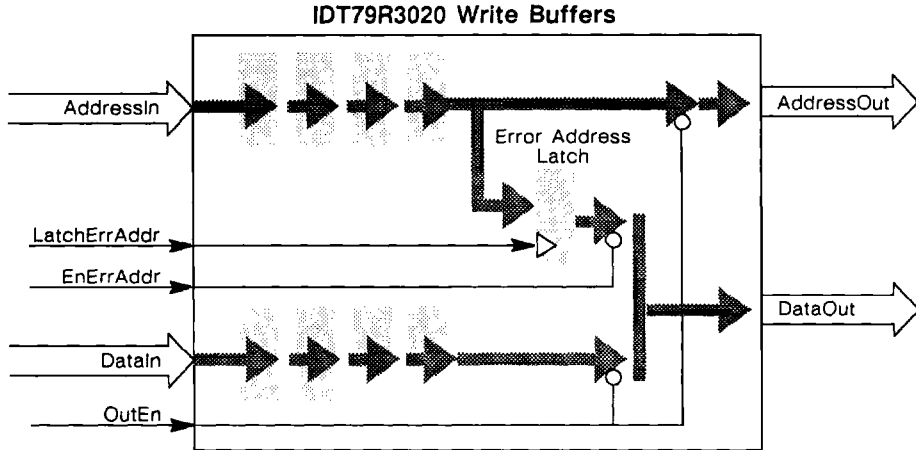 IDT79R3020 Write Buffers
AddressIn
AddressOut
Error Address
Latch
LatchErrAddr
EnErrAddr
DataOut
DataIn
OutEn